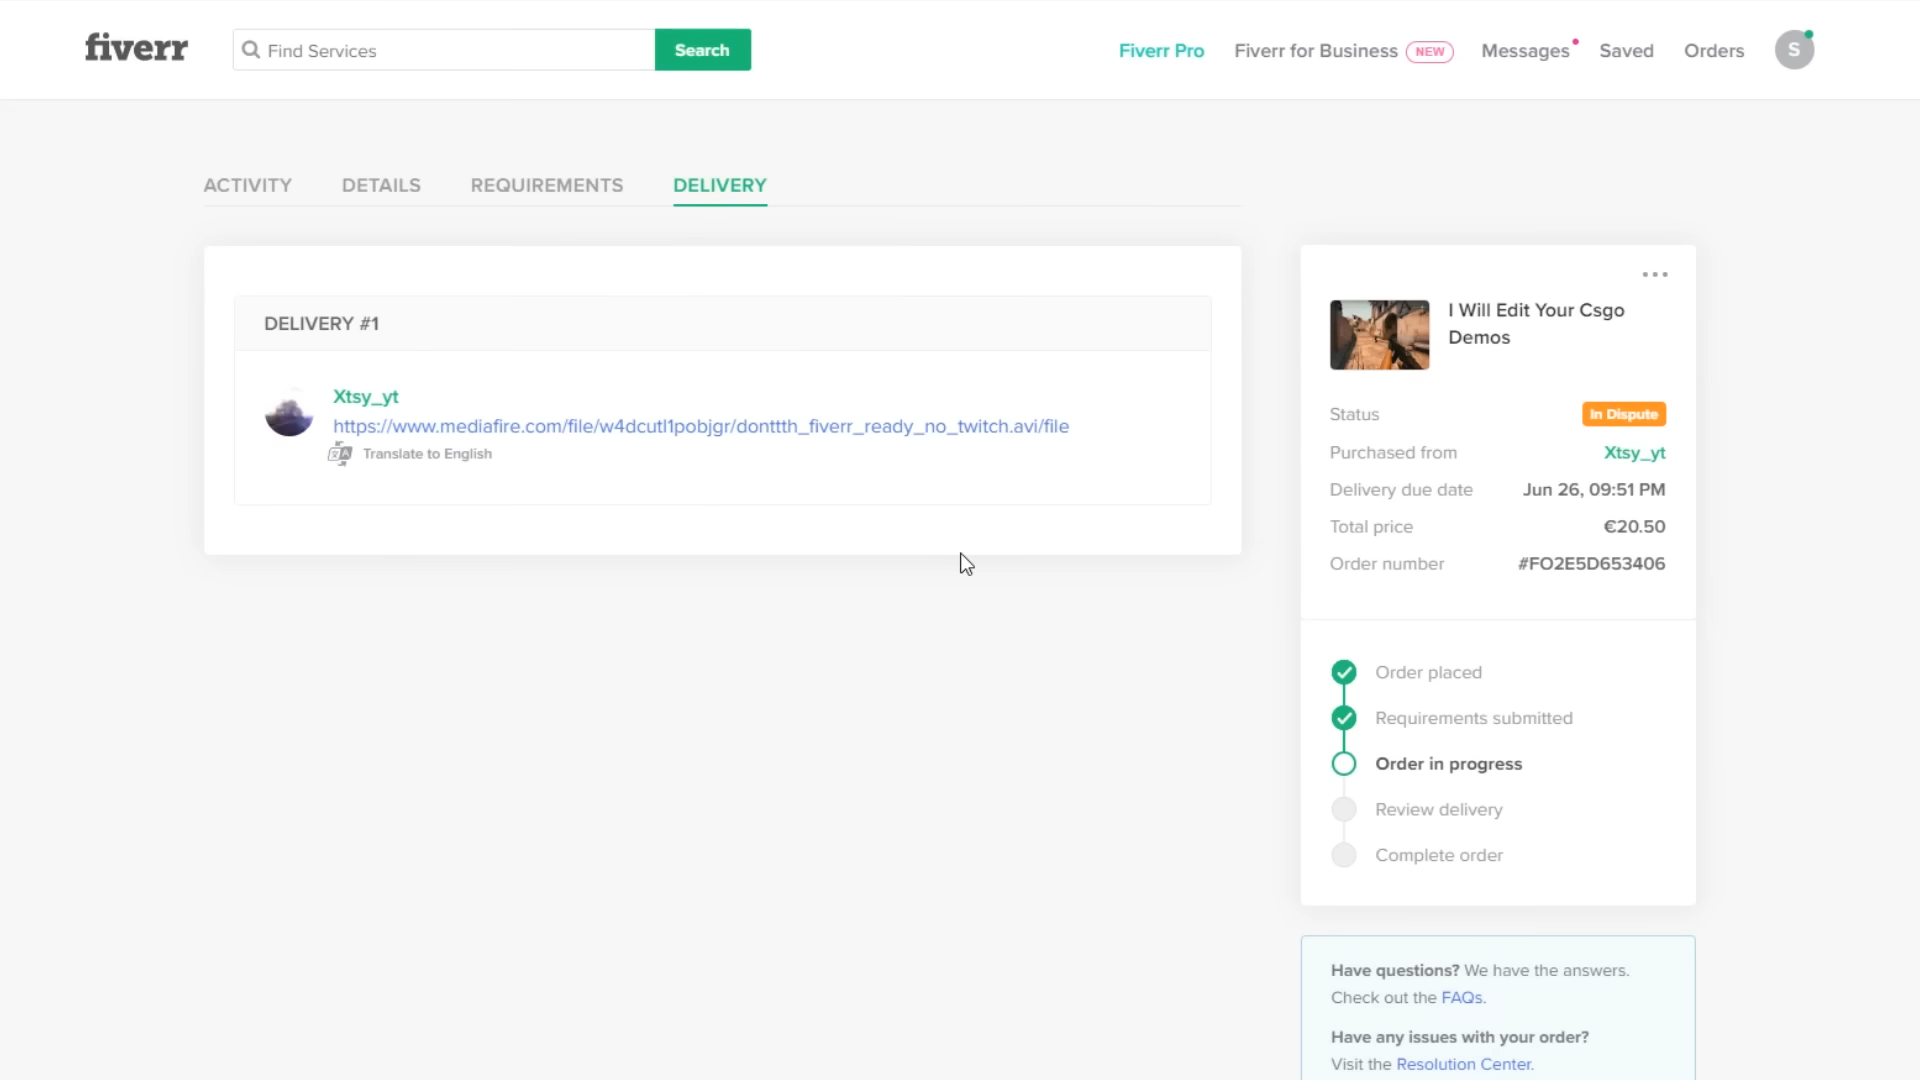 fiverr
Find Services
Search
Fiverr Pro
Fiverr for Business NEW
Messages
Saved
Orders
S
ACTIVITY
DETAILS
REQUIREMENTS
DELIVERY
DELIVERY #1
Xtsy_yt
https://www.mediafire.com/file/w4dcutl1pobjgr/donttth_fiverr_ready_no_twitch.avi/file
Translate to English
I Will Edit Your Csgo
Demos
Status In Dispute
Purchased from Xtsy_yt
Delivery due date Jun 26, 09:51 PM
Total price €20.50
Order number #FO2E5D653406
Order placed
Requirements submitted
Order in progress
Review delivery
Complete order
Have questions? We have the answers.
Check out the FAQs.
Have any issues with your order?
Visit the Resolution Center.